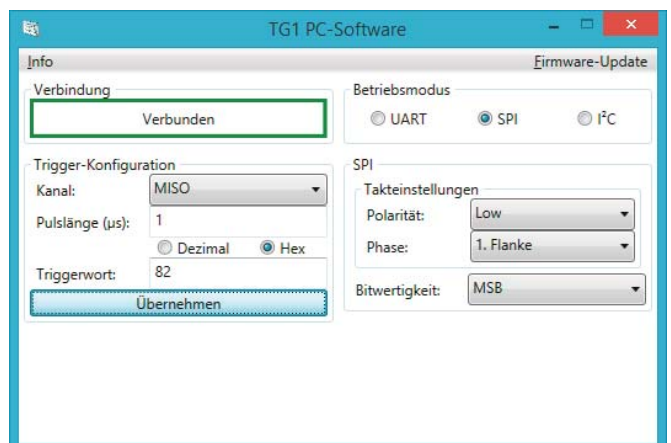 TG1 PC-Software
Info
Firmware-Update
Verbindung
Verbunden
Betriebsmodus
UART
SPI
I²C
Trigger-Konfiguration
Kanal:
MISO
Pulslänge (µs):
1
Dezimal
Hex
Triggerwort:
82
Übernehmen
SPI
Takteinstellungen
Polarität:
Low
Phase:
1. Flanke
Bitwertigkeit:
MSB